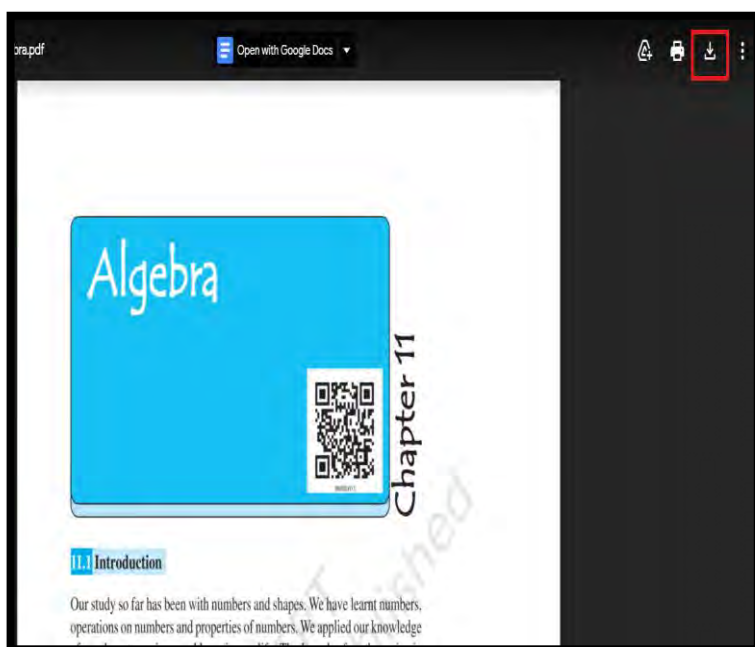 bra.pdf
Open with Google Docs
Algebra
Chapter 11
11.1 Introduction
Our study so far has been with numbers and shapes. We have learnt numbers,
operations on numbers and properties of numbers. We applied our knowledge